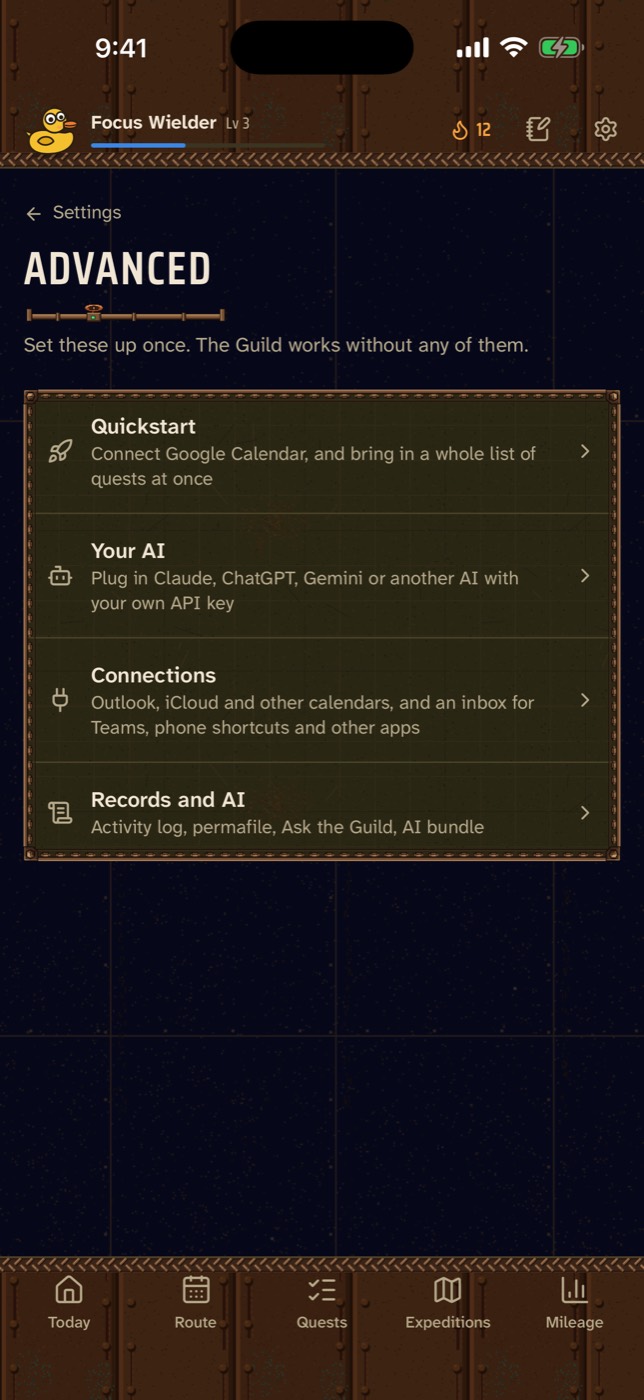 9:41
Focus Wielder Lv 3
12
Settings
ADVANCED
Set these up once. The Guild works without any of them.
Quickstart
Connect Google Calendar, and bring in a whole list of
quests at once
Your AI
Plug in Claude, ChatGPT, Gemini or another AI with
your own API key
Connections
Outlook, iCloud and other calendars, and an inbox for
Teams, phone shortcuts and other apps
Records and AI
Activity log, permafile, Ask the Guild, AI bundle
Today Route Quests Expeditions Mileage